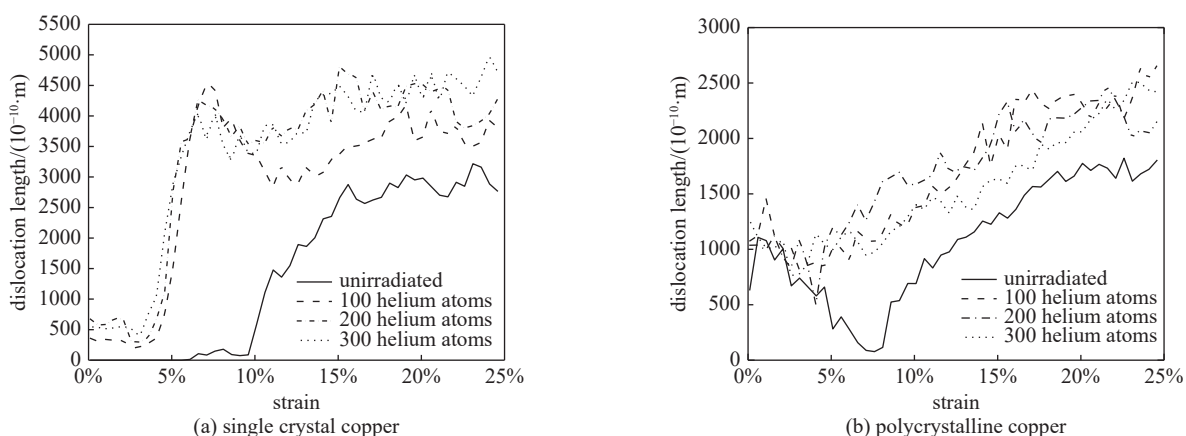 5500
5000
4500
4000
3500
3000
2500
2000
1500
1000
500
0
dislocation length/(10⁻¹⁰·m)
unirradiated
100 helium atoms
200 helium atoms
300 helium atoms
0% 5% 10% 15% 20% 25%
strain
(a) single crystal copper
3000
2500
2000
1500
1000
500
0
dislocation length/(10⁻¹⁰·m)
unirradiated
100 helium atoms
200 helium atoms
300 helium atoms
0% 5% 10% 15% 20% 25%
strain
(b) polycrystalline copper